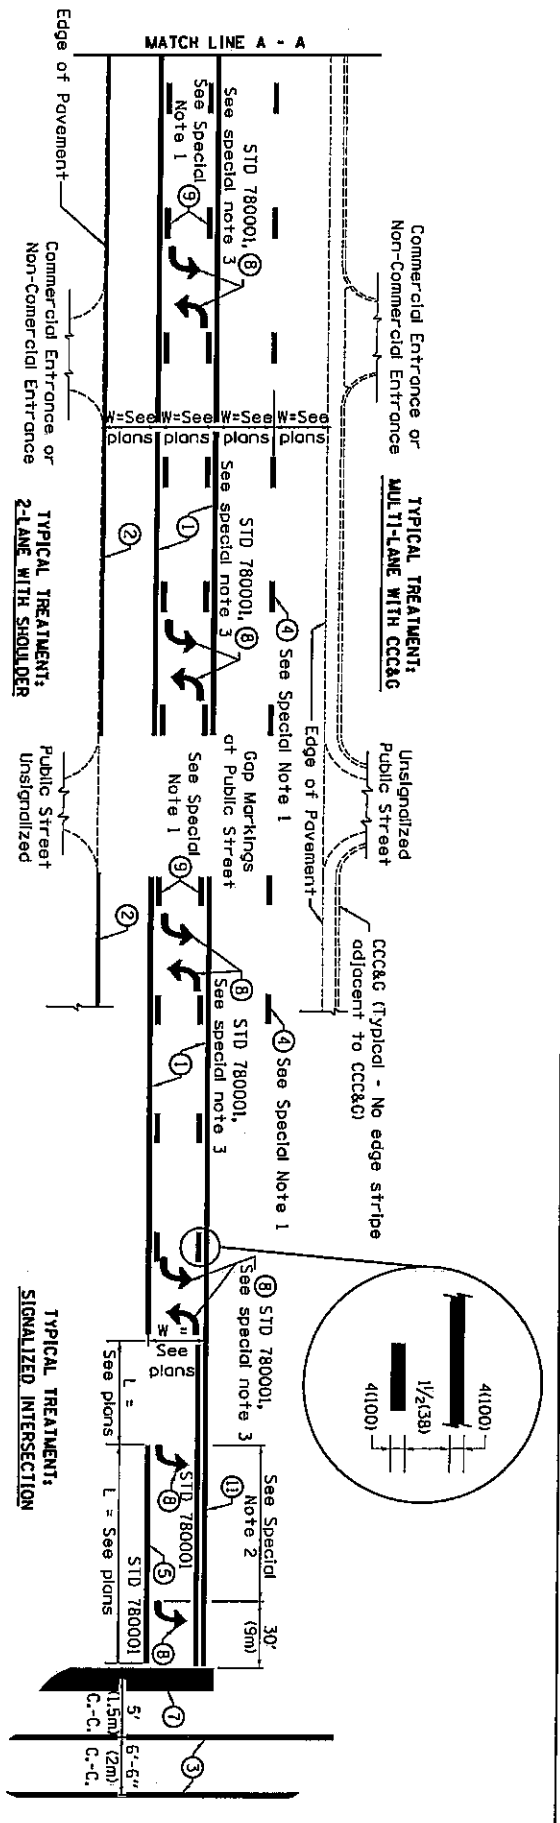 MATCH LINE A - A
Commercial Entrance or
Non-Commercial Entrance
TYPICAL TREATMENT:
MULTI-LANE WITH CCC&G
Unsignalized
Public Street
Edge of Pavement
CCC&G (Typical - No edge stripe
adjacent to CCC&G)
4(100)
1½(38)
4(100)
STD 780001, 8
See special note 3
See Special
Note 1
9
W=See
plans
W=See
plans
W=See
plans
W=See
plans
4 See Special Note 1
STD 780001, 8
See special note 3
1
2
Gap Markings
at Public Street
See Special
Note 1
9
4 See Special Note 1
8 STD 780001,
See special note 3
1
2
8 STD 780001,
See special note 3
W =
See
plans
L =
See plans
See Special
Note 2
11
30'
(9m)
STD 780001
8
5
8
STD 780001
L = See plans
7
5'
(1.5m)
C.-C.
6'-6"
(2m)
C.-C.
3
Edge of Pavement
Commercial Entrance or
Non-Comercial Entrance
TYPICAL TREATMENT:
2-LANE WITH SHOULDER
Public Street
Unsignalized
TYPICAL TREATMENT:
SIGNALIZED INTERSECTION